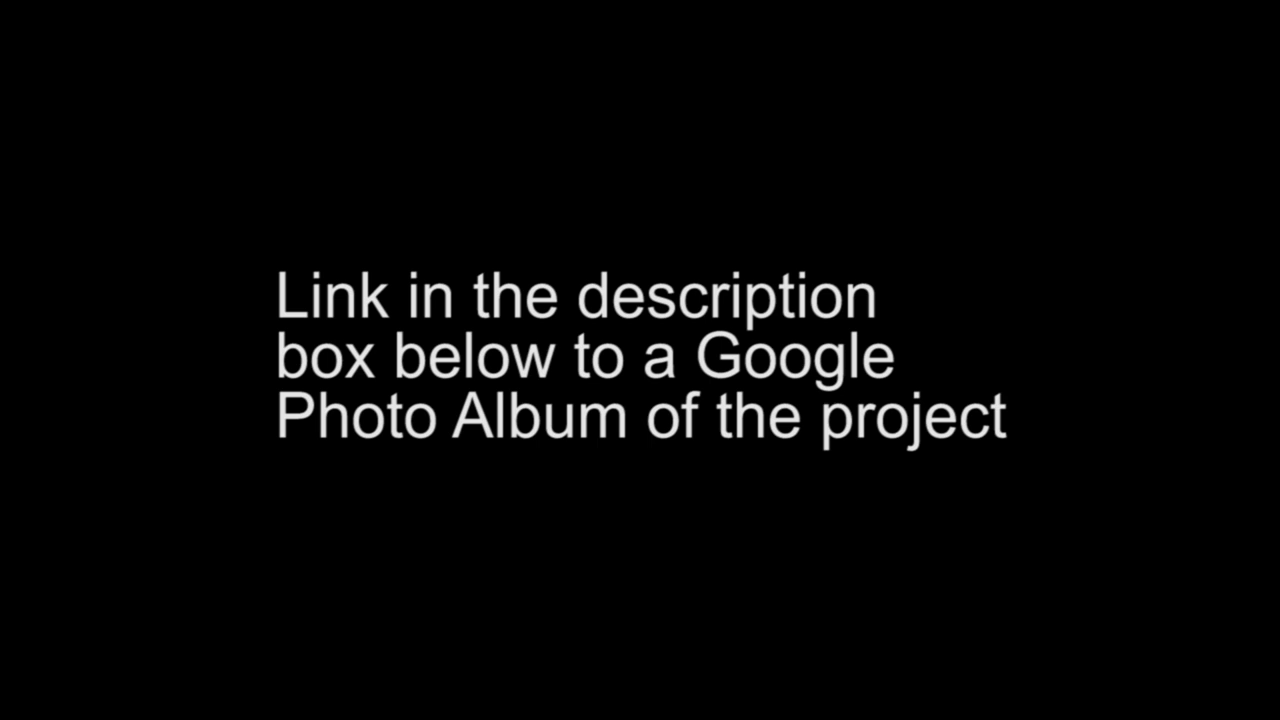 Link in the description
box below to a Google
Photo Album of the project